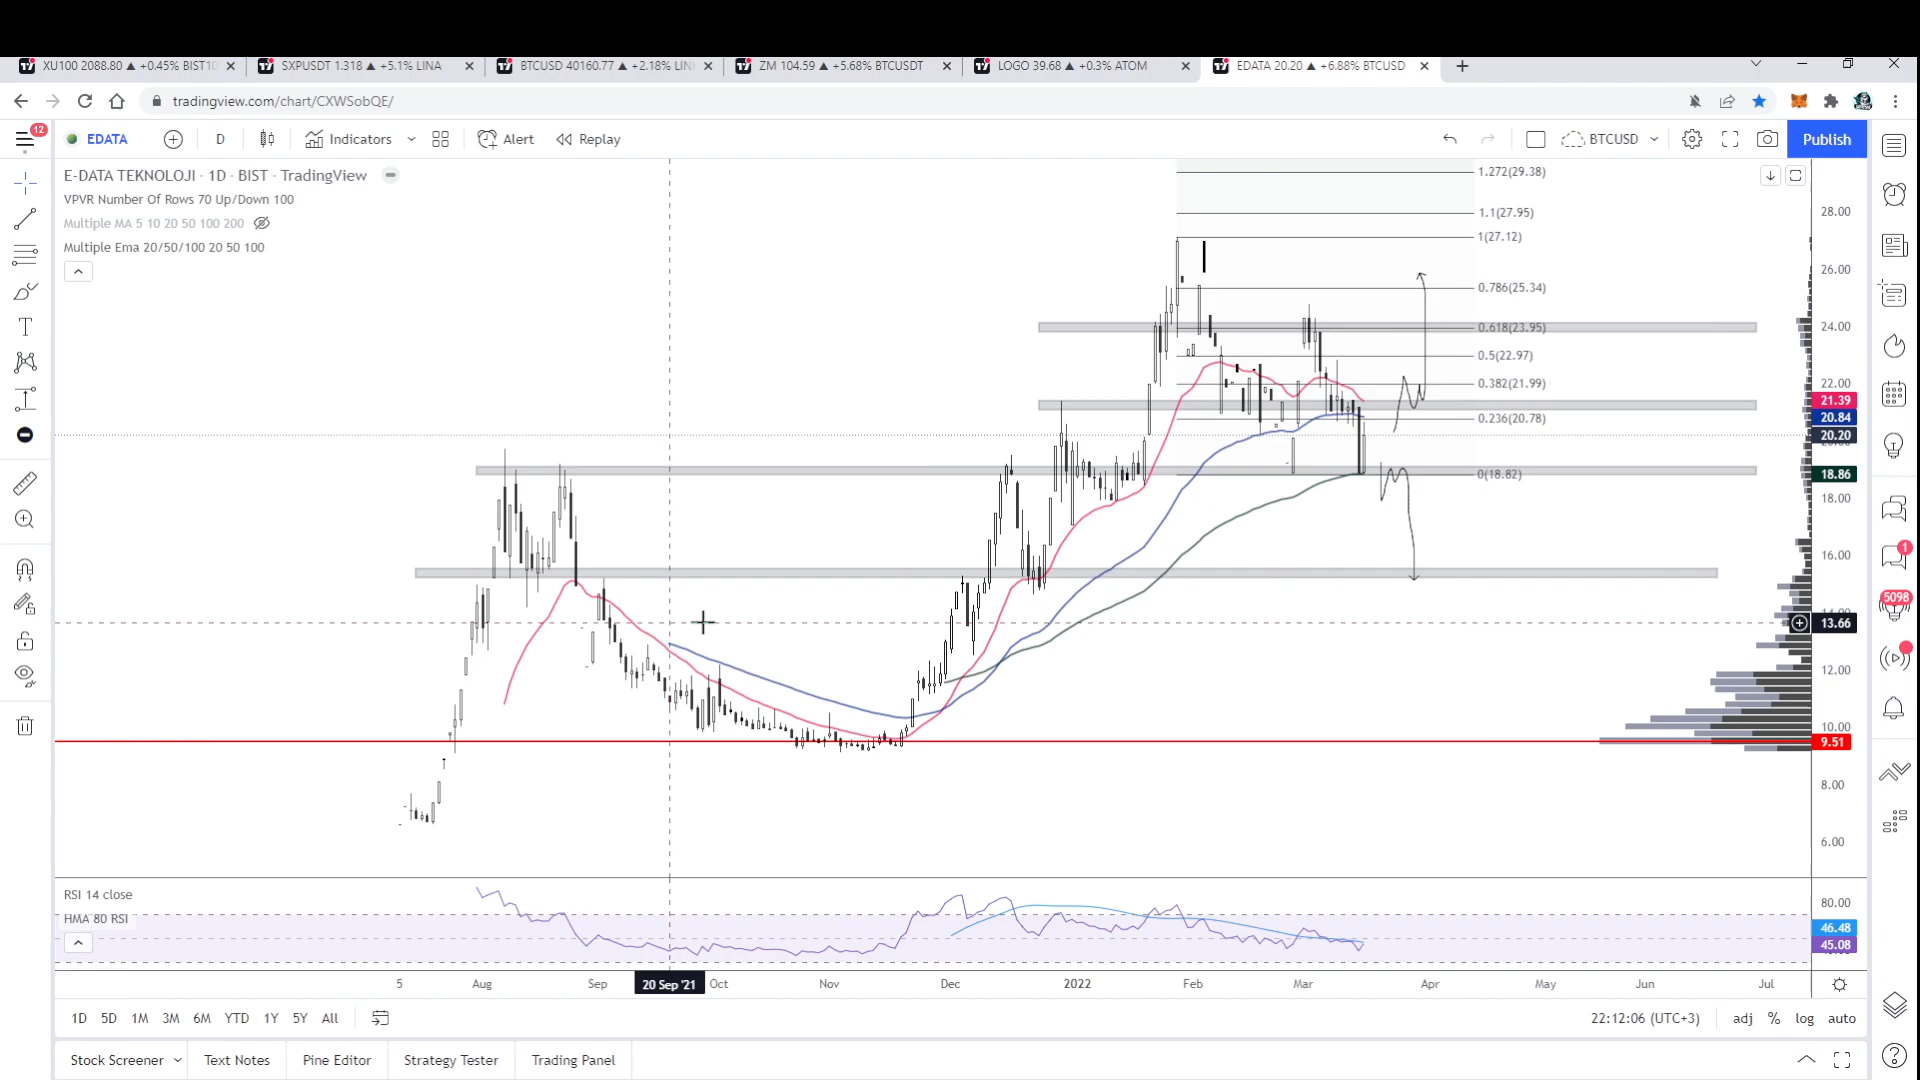 XU100 2088.80 ▲ +0.45% BIST10
SXPUSDT 1.318 ▲ +5.1% LINA
BTCUSD 40160.77 ▲ +2.18% LIN
ZM 104.59 ▲ +5.68% BTCUSDT
LOGO 39.68 ▲ +0.3% ATOM
EDATA 20.20 ▲ +6.88% BTCUSD
tradingview.com/chart/CXWSobQE/
12
EDATA
D
Indicators
Alert
Replay
BTCUSD
Publish
E-DATA TEKNOLOJI · 1D · BIST · TradingView
VPVR Number Of Rows 70 Up/Down 100
Multiple MA 5 10 20 50 100 200
Multiple Ema 20/50/100 20 50 100
1.272(29.38)
1.1(27.95)
1(27.12)
0.786(25.34)
0.618(23.95)
0.5(22.97)
0.382(21.99)
0.236(20.78)
0(18.82)
28.00
26.00
24.00
22.00
21.39
20.84
20.20
18.86
18.00
16.00
13.66
12.00
10.00
9.51
8.00
6.00
1
5098
RSI 14 close
HMA 80 RSI
80.00
46.48
45.08
5
Aug
Sep
20 Sep '21
Oct
Nov
Dec
2022
Feb
Mar
Apr
May
Jun
Jul
1D 5D 1M 3M 6M YTD 1Y 5Y All
22:12:06 (UTC+3)
adj % log auto
Stock Screener
Text Notes
Pine Editor
Strategy Tester
Trading Panel